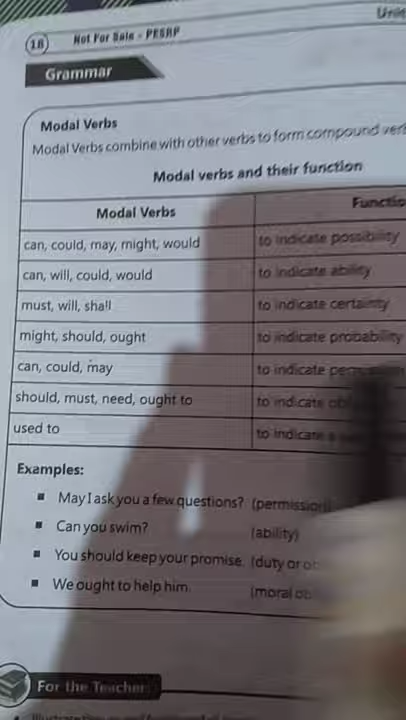 18 Not For Sale - PESRP
Grammar
Modal Verbs
Modal Verbs combine with other verbs to form compound
Modal verbs and their function
Modal Verbs
can, could, may, might, would to indicate possibility
can, will, could, would to indicate ability
must, will, shall to indicate certainty
might, should, ought to indicate probability
can, could, may to indicate
should, must, need, ought to to indicate
used to to indicate
Examples:
▪ May I ask you a few questions? (permission)
▪ Can you swim? (ability)
▪ You should keep your promise. (duty or
▪ We ought to help him. (moral
For the Teacher: